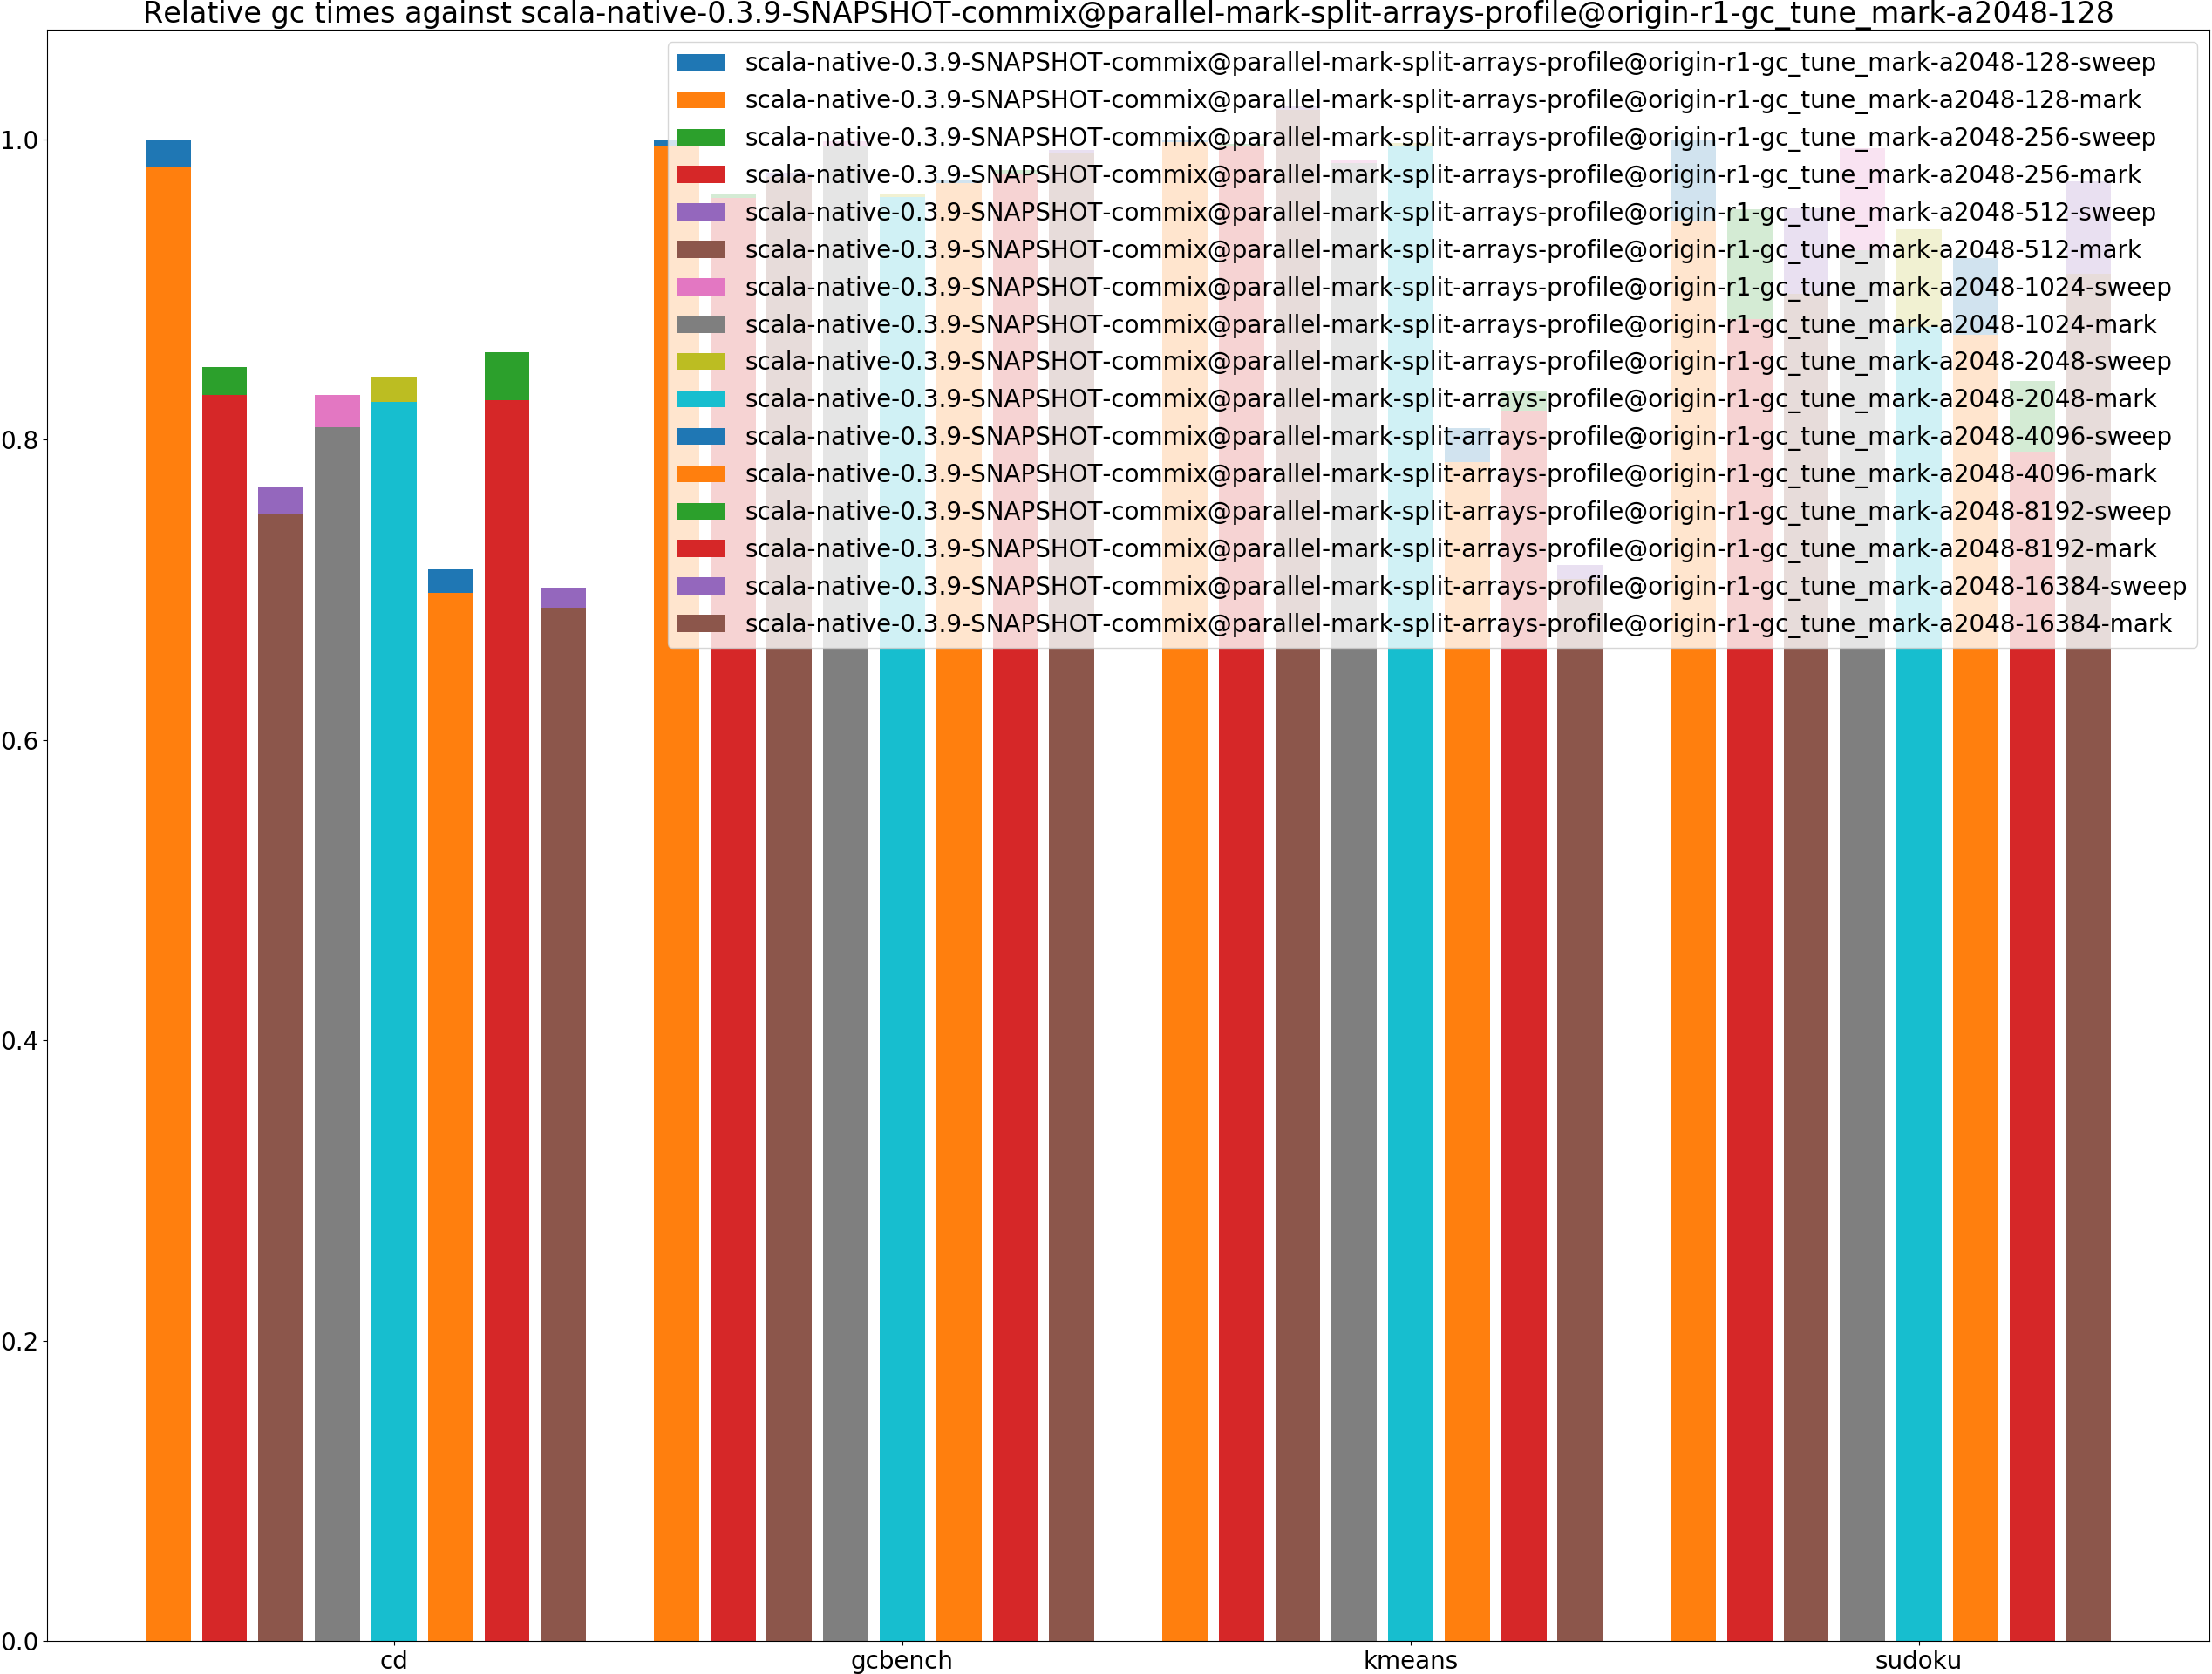 Relative gc times against scala-native-0.3.9-SNAPSHOT-commix@parallel-mark-split-arrays-profile@origin-r1-gc_tune_mark-a2048-128
scala-native-0.3.9-SNAPSHOT-commix@parallel-mark-split-arrays-profile@origin-r1-gc_tune_mark-a2048-128-sweep
scala-native-0.3.9-SNAPSHOT-commix@parallel-mark-split-arrays-profile@origin-r1-gc_tune_mark-a2048-128-mark
scala-native-0.3.9-SNAPSHOT-commix@parallel-mark-split-arrays-profile@origin-r1-gc_tune_mark-a2048-256-sweep
scala-native-0.3.9-SNAPSHOT-commix@parallel-mark-split-arrays-profile@origin-r1-gc_tune_mark-a2048-256-mark
scala-native-0.3.9-SNAPSHOT-commix@parallel-mark-split-arrays-profile@origin-r1-gc_tune_mark-a2048-512-sweep
scala-native-0.3.9-SNAPSHOT-commix@parallel-mark-split-arrays-profile@origin-r1-gc_tune_mark-a2048-512-mark
scala-native-0.3.9-SNAPSHOT-commix@parallel-mark-split-arrays-profile@origin-r1-gc_tune_mark-a2048-1024-sweep
scala-native-0.3.9-SNAPSHOT-commix@parallel-mark-split-arrays-profile@origin-r1-gc_tune_mark-a2048-1024-mark
scala-native-0.3.9-SNAPSHOT-commix@parallel-mark-split-arrays-profile@origin-r1-gc_tune_mark-a2048-2048-sweep
scala-native-0.3.9-SNAPSHOT-commix@parallel-mark-split-arrays-profile@origin-r1-gc_tune_mark-a2048-2048-mark
scala-native-0.3.9-SNAPSHOT-commix@parallel-mark-split-arrays-profile@origin-r1-gc_tune_mark-a2048-4096-sweep
scala-native-0.3.9-SNAPSHOT-commix@parallel-mark-split-arrays-profile@origin-r1-gc_tune_mark-a2048-4096-mark
scala-native-0.3.9-SNAPSHOT-commix@parallel-mark-split-arrays-profile@origin-r1-gc_tune_mark-a2048-8192-sweep
scala-native-0.3.9-SNAPSHOT-commix@parallel-mark-split-arrays-profile@origin-r1-gc_tune_mark-a2048-8192-mark
scala-native-0.3.9-SNAPSHOT-commix@parallel-mark-split-arrays-profile@origin-r1-gc_tune_mark-a2048-16384-sweep
scala-native-0.3.9-SNAPSHOT-commix@parallel-mark-split-arrays-profile@origin-r1-gc_tune_mark-a2048-16384-mark
1.0
0.8
0.6
0.4
0.2
0.0
cd gcbench kmeans sudoku